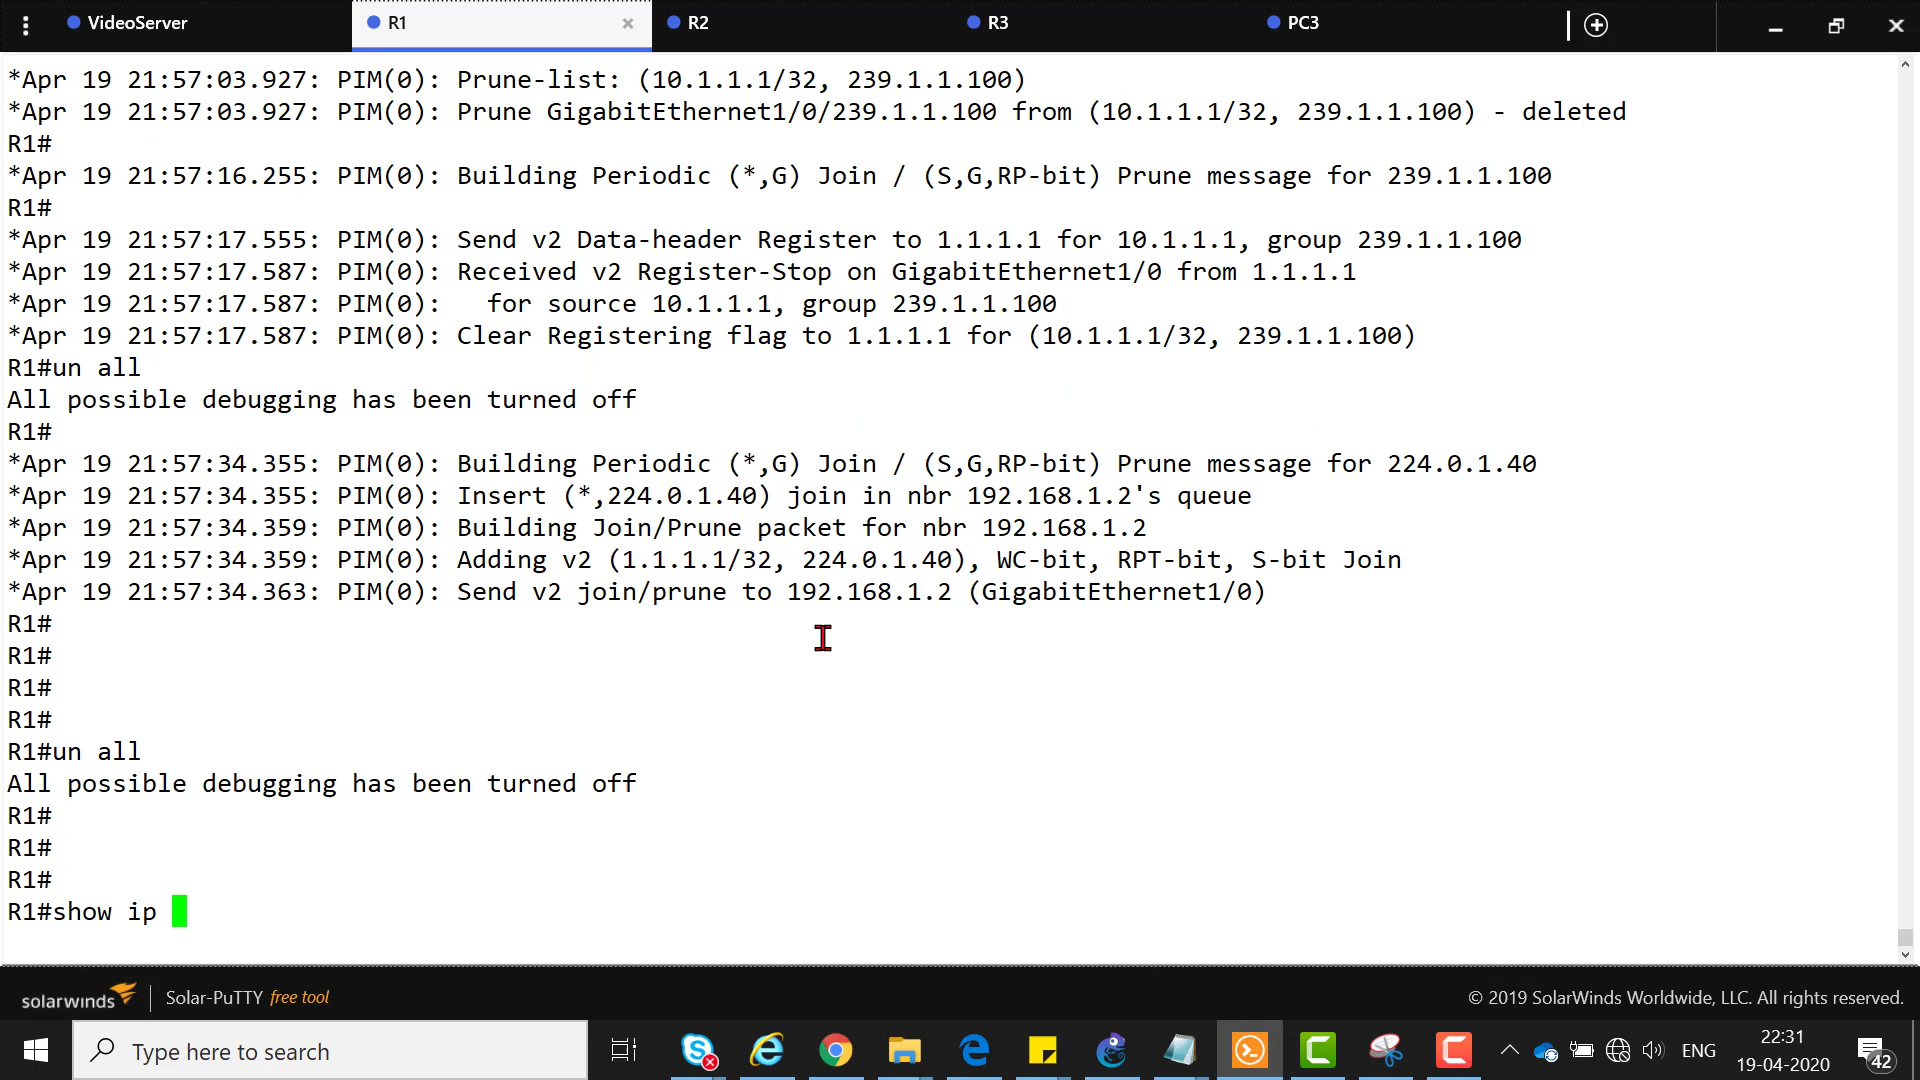 VideoServer
R1
R2
R3
PC3
*Apr 19 21:57:03.927: PIM(0): Prune-list: (10.1.1.1/32, 239.1.1.100)
*Apr 19 21:57:03.927: PIM(0): Prune GigabitEthernet1/0/239.1.1.100 from (10.1.1.1/32, 239.1.1.100) - deleted
R1#
*Apr 19 21:57:16.255: PIM(0): Building Periodic (*,G) Join / (S,G,RP-bit) Prune message for 239.1.1.100
R1#
*Apr 19 21:57:17.555: PIM(0): Send v2 Data-header Register to 1.1.1.1 for 10.1.1.1, group 239.1.1.100
*Apr 19 21:57:17.587: PIM(0): Received v2 Register-Stop on GigabitEthernet1/0 from 1.1.1.1
*Apr 19 21:57:17.587: PIM(0):   for source 10.1.1.1, group 239.1.1.100
*Apr 19 21:57:17.587: PIM(0): Clear Registering flag to 1.1.1.1 for (10.1.1.1/32, 239.1.1.100)
R1#un all
All possible debugging has been turned off
R1#
*Apr 19 21:57:34.355: PIM(0): Building Periodic (*,G) Join / (S,G,RP-bit) Prune message for 224.0.1.40
*Apr 19 21:57:34.355: PIM(0): Insert (*,224.0.1.40) join in nbr 192.168.1.2's queue
*Apr 19 21:57:34.359: PIM(0): Building Join/Prune packet for nbr 192.168.1.2
*Apr 19 21:57:34.359: PIM(0): Adding v2 (1.1.1.1/32, 224.0.1.40), WC-bit, RPT-bit, S-bit Join
*Apr 19 21:57:34.363: PIM(0): Send v2 join/prune to 192.168.1.2 (GigabitEthernet1/0)
R1#
R1#
R1#
R1#
R1#un all
All possible debugging has been turned off
R1#
R1#
R1#
R1#show ip
solarwinds
Solar-PuTTY free tool
© 2019 SolarWinds Worldwide, LLC. All rights reserved.
Type here to search
ENG
22:31
19-04-2020
42